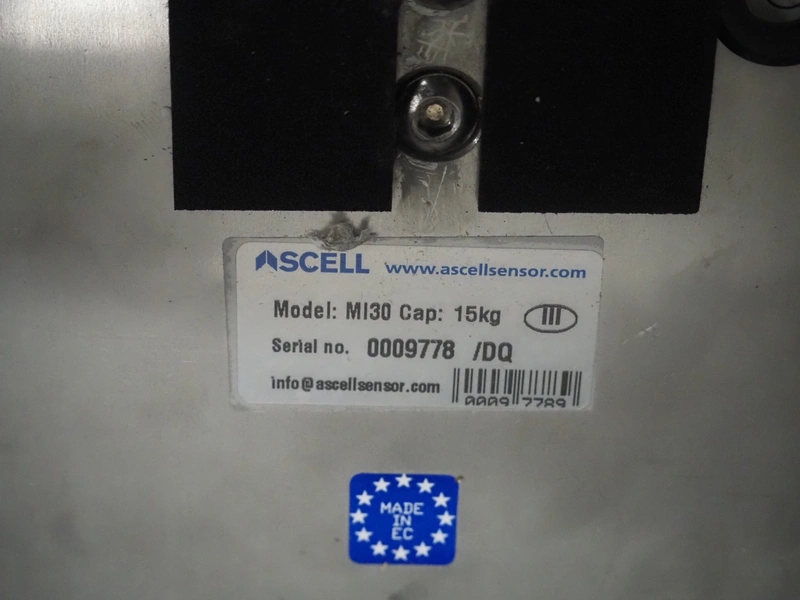 ASCELL www.ascellsensor.com
Model: MI30 Cap: 15kg III
Serial no. 0009778 /DQ
info@ascellsensor.com
00097789
MADE
IN
EC